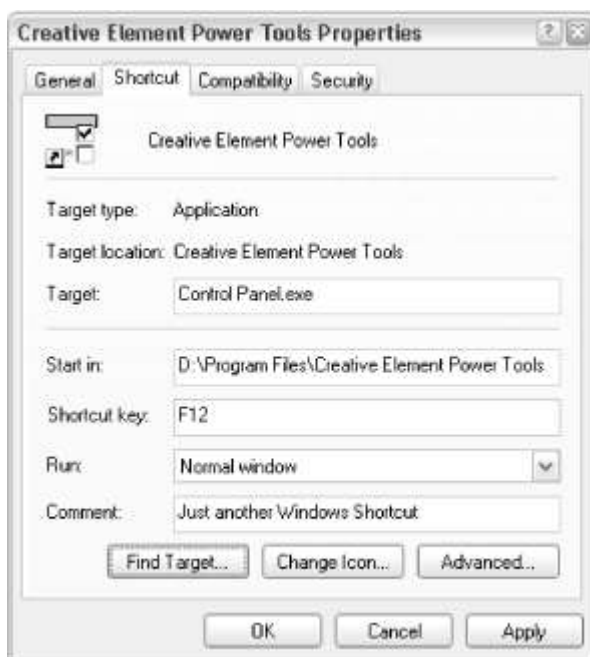 Creative Element Power Tools Properties
General Shortcut Compatibility Security
Creative Element Power Tools
Target type: Application
Target location: Creative Element Power Tools
Target: Control Panel.exe
Start in: D:\Program Files\Creative Element Power Tools
Shortcut key: F12
Run: Normal window
Comment: Just another Windows Shortcut
Find Target... Change Icon... Advanced...
OK Cancel Apply